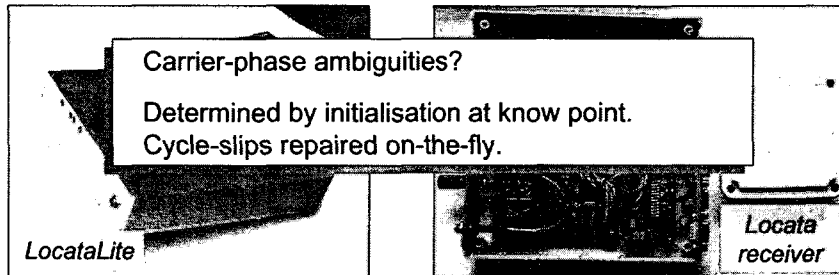 Carrier-phase ambiguities?
Determined by initialisation at know point.
Cycle-slips repaired on-the-fly.
LocataLite
Locata
receiver